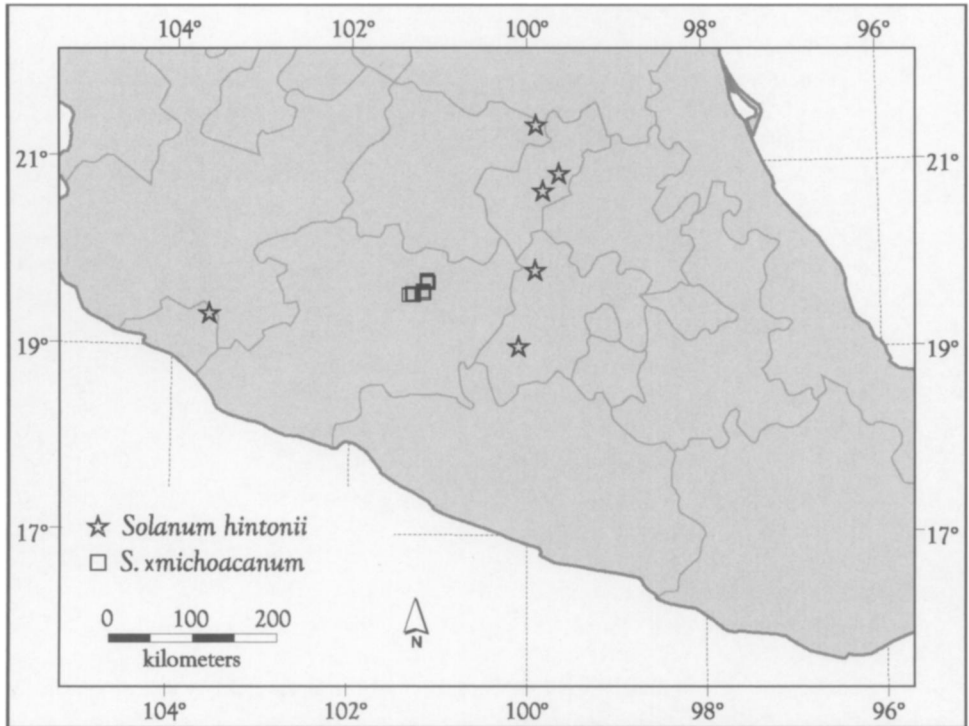 104° 102° 100° 98° 96°
21° 21°
19° 19°
17° 17°
☆ Solanum hintonii
□ S. xmichoacanum
0 100 200
kilometers
N
104° 102° 100° 98° 96°